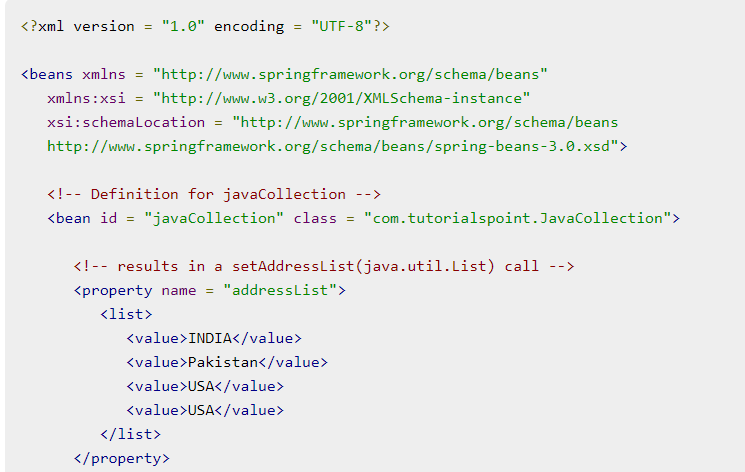 <?xml version = "1.0" encoding = "UTF-8"?>
<beans xmlns = "http://www.springframework.org/schema/beans"
xmlns:xsi = "http://www.w3.org/2001/XMLSchema-instance"
xsi:schemaLocation = "http://www.springframework.org/schema/beans
http://www.springframework.org/schema/beans/spring-beans-3.0.xsd">
<!-- Definition for javaCollection -->
<bean id = "javaCollection" class = "com.tutorialspoint.JavaCollection">
<!-- results in a setAddressList(java.util.List) call -->
<property name = "addressList">
<list>
<value>INDIA</value>
<value>Pakistan</value>
<value>USA</value>
<value>USA</value>
</list>
</property>